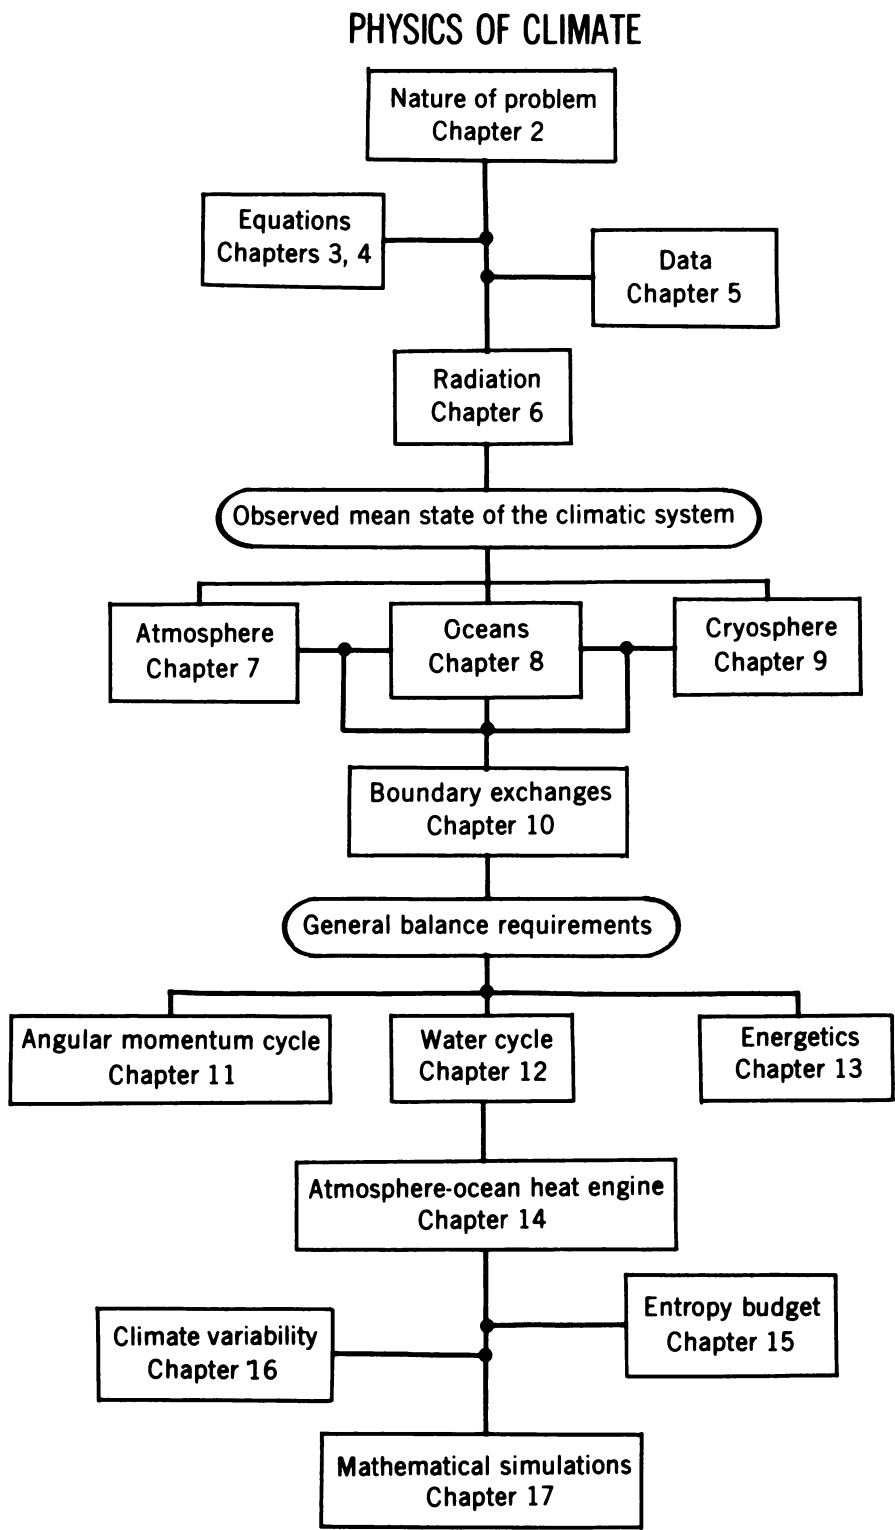 PHYSICS OF CLIMATE
Nature of problem
Chapter 2
Equations
Chapters 3, 4
Data
Chapter 5
Radiation
Chapter 6
Observed mean state of the climatic system
Atmosphere
Chapter 7
Oceans
Chapter 8
Cryosphere
Chapter 9
Boundary exchanges
Chapter 10
General balance requirements
Angular momentum cycle
Chapter 11
Water cycle
Chapter 12
Energetics
Chapter 13
Atmosphere-ocean heat engine
Chapter 14
Entropy budget
Chapter 15
Climate variability
Chapter 16
Mathematical simulations
Chapter 17